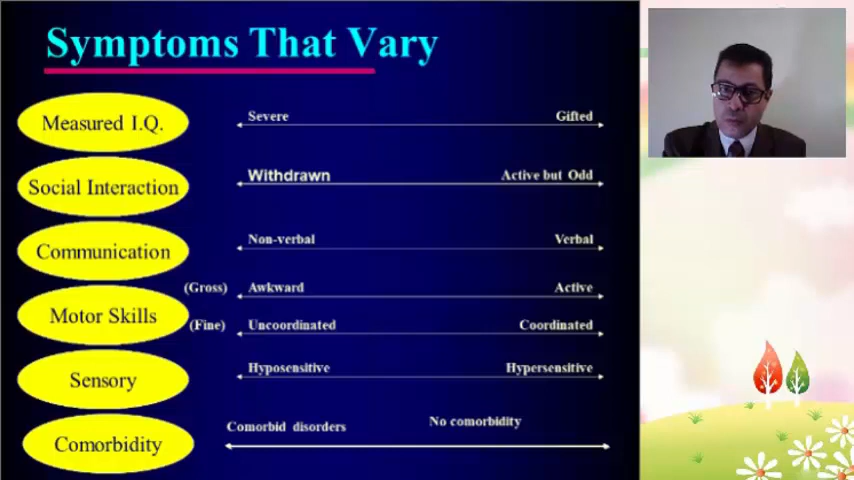 Symptoms That Vary
Measured I.Q.
Severe
Gifted
Social Interaction
Withdrawn
Active but Odd
Communication
Non-verbal
Verbal
Motor Skills
(Gross)
Awkward
Active
(Fine)
Uncoordinated
Coordinated
Sensory
Hyposensitive
Hypersensitive
Comorbidity
Comorbid disorders
No comorbidity